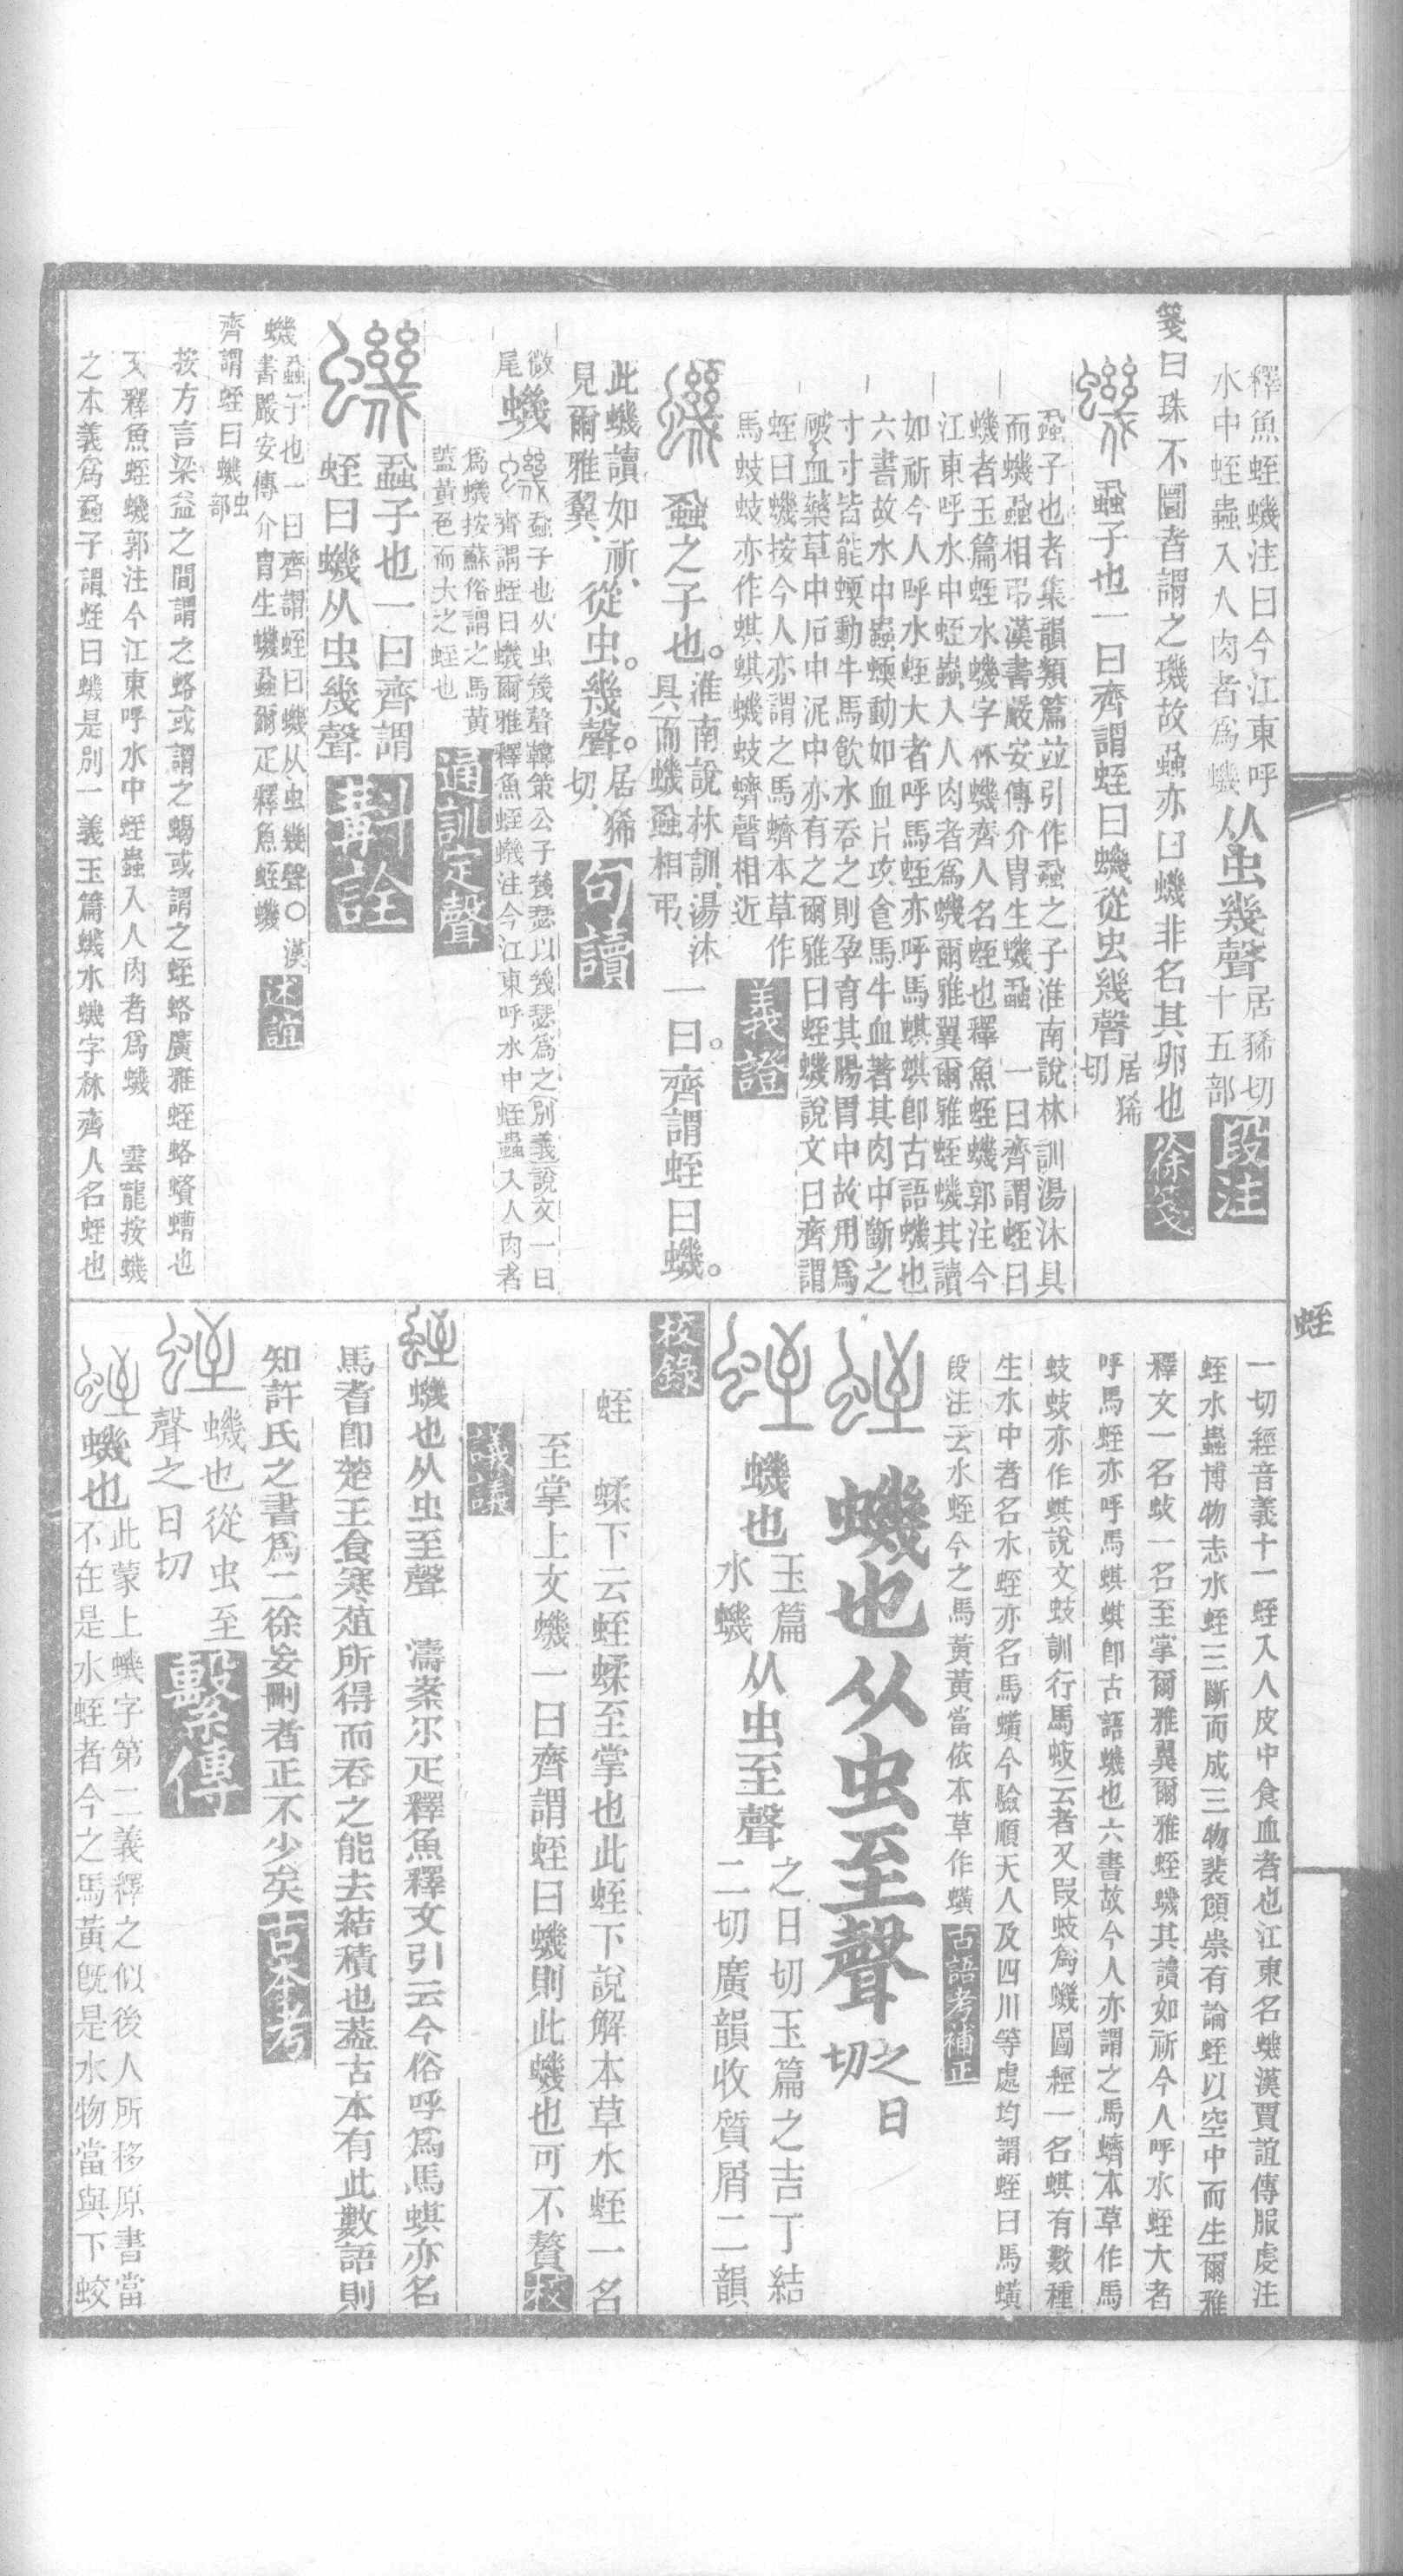 釋魚蛭蟣注曰今江東呼
水中蛭蟲入人肉者爲蟣
从虫幾聲
居狶切
十五部
段注
箋曰珠不圜者謂之璣故蝨亦曰蟣非名其卵也
徐箋
蝨子也一曰齊謂蛭曰蟣從虫幾聲
居狶
切
蝨子也者集韻類篇並引作蝨之子淮南說林訓湯沐具
而蟣蝨相弔漢書嚴安傳介胄生蟣蝨 一曰齊謂蛭曰
蟣者玉篇蛭水蟣字林蟣齊人名蛭也釋魚蛭蟣郭注今
江東呼水中蛭蟲入人肉者爲蟣爾雅翼爾雅蛭蟣其讀
如祈今人呼水蛭大者呼馬蛭亦呼馬蜞蜞卽古語蟣也
六書故水中蟲蝡動如血片攻食馬牛血著其肉中斷之
寸寸皆能蝡動牛馬飲水吞之則孕育其腸胃中故用爲
破血藥草中石中泥中亦有之爾雅曰蛭蟣說文曰齊謂
蛭曰蟣按今人亦謂之馬蠐本草作
馬蚑蚑亦作蜞蜞蟣蚑蠐聲相近
義證
蝨之子也。
淮南說林訓、湯沐
具而蟣蝨相弔、
一曰。齊謂蛭曰蟣。
此蟣讀如祈、
見爾雅翼、
從虫。幾聲。
居狶
切、
句讀
微
尾
蟣
蝨子也从虫幾聲韓策公子蟣瑟以幾瑟爲之別義說文一曰
齊謂蛭曰蟣爾雅釋魚蛭蟣注今江東呼水中蛭蟲入人肉者
爲蟣按蘇俗謂之馬黃
藍黃色而大之蛭也
通訓定聲
蝨子也一曰齊謂
蛭曰蟣从虫幾聲
斠詮
蟣
蝨子也一曰齊謂蛭曰蟣从虫幾聲〇漢
書嚴安傳介胄生蟣蝨爾疋釋魚蛭蟣
述誼
齊謂蛭曰蟣
虫
部
按方言梁益之間謂之蛒或謂之蝎或謂之蛭蛒廣雅蛭蛒蠀螬也
又釋魚蛭蟣郭注今江東呼水中蛭蟲入人肉者爲蟣 雲龍按蟣
之本義爲蝨子謂蛭曰蟣是別一義玉篇蟣水蟣字林齊人名蛭也
蛭
一切經音義十一蛭入人皮中食血者也江東名蟣漢賈誼傳服虔注
蛭水蟲博物志水蛭三斷而成三物裴頠崇有論蛭以空中而生爾雅
釋文一名蚑一名至掌爾雅翼爾雅蛭蟣其讀如祈今人呼水蛭大者
呼馬蛭亦呼馬蜞蜞卽古語蟣也六書故今人亦謂之馬蠐本草作馬
蚑蚑亦作蜞說文蚑訓行馬蚑云者又叚蚑爲蟣圖經一名蜞有數種
生水中者名水蛭亦名馬蟥今驗順天人及四川等處均謂蛭曰馬蟥
段注云水蛭今之馬黃黃當依本草作蟥
古語考補正
蟣也从虫至聲
之日
切
蟣也
玉篇
水蟣
从虫至聲
之日切玉篇之吉丁結
二切廣韻收質屑二韻
校錄
蛭 蝚下云蛭蝚至掌也此蛭下說解本草水蛭一名
至掌上文蟣一曰齊謂蛭曰蟣則此蟣也可不贅
校
議議
蟣也从虫至聲 濤案尒疋釋魚釋文引云今俗呼爲馬蜞亦名
馬耆卽楚王食寒葅所得而吞之能去結積也葢古本有此數語則
知許氏之書爲二徐妄刪者正不少矣
古本考
蟣也從虫至
聲之日切
繫傳
蟣也
此蒙上蟣字第二義釋之似後人所移原書當
不在是水蛭者今之馬黃旣是水物當與下蛟